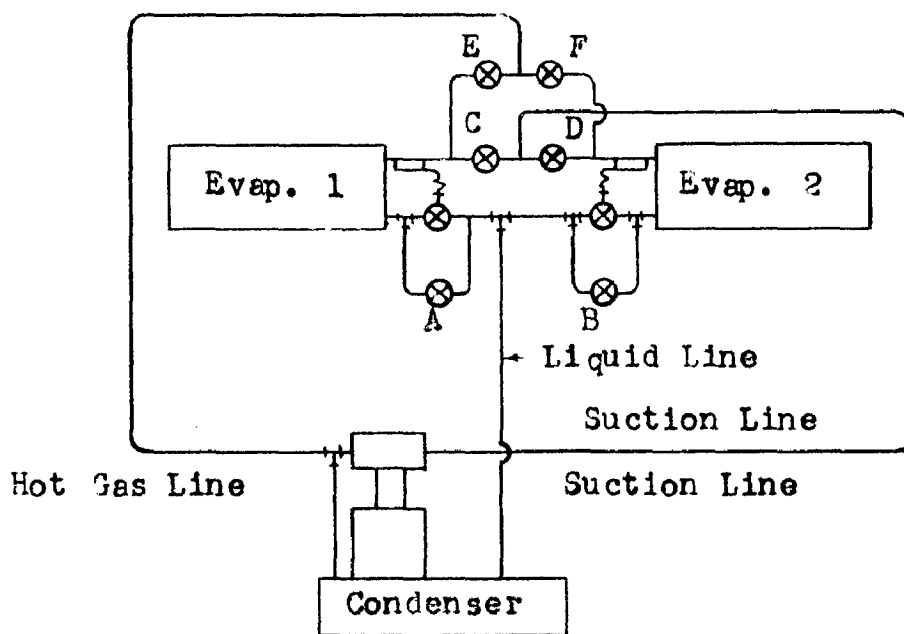 E F
C D
Evap. 1
Evap. 2
A B
Liquid Line
Suction Line
Hot Gas Line
Suction Line
Condenser